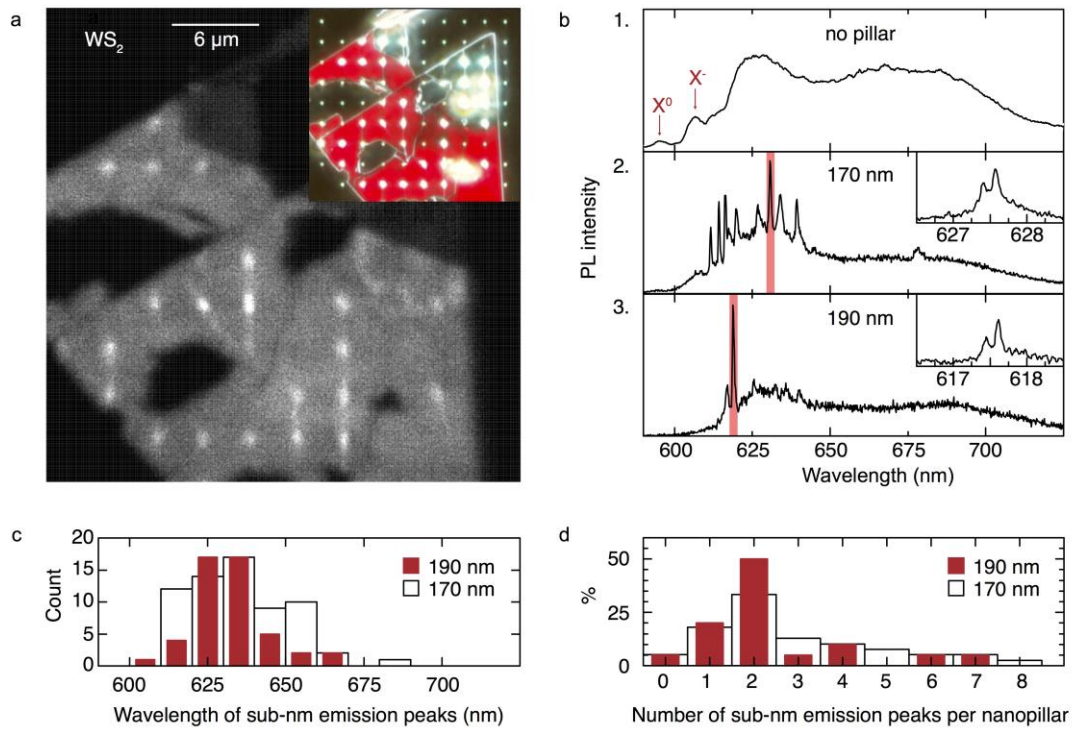 a
a
WS₂
6 µm
b
1.
no pillar
X⁰
X⁻
2.
170 nm
627 628
3.
190 nm
617 618
PL intensity
600 625 650 675 700
Wavelength (nm)
c
20
15
10
5
0
Count
190 nm
170 nm
600 625 650 675 700
Wavelength of sub-nm emission peaks (nm)
d
50
25
0
%
190 nm
170 nm
0 1 2 3 4 5 6 7 8
Number of sub-nm emission peaks per nanopillar